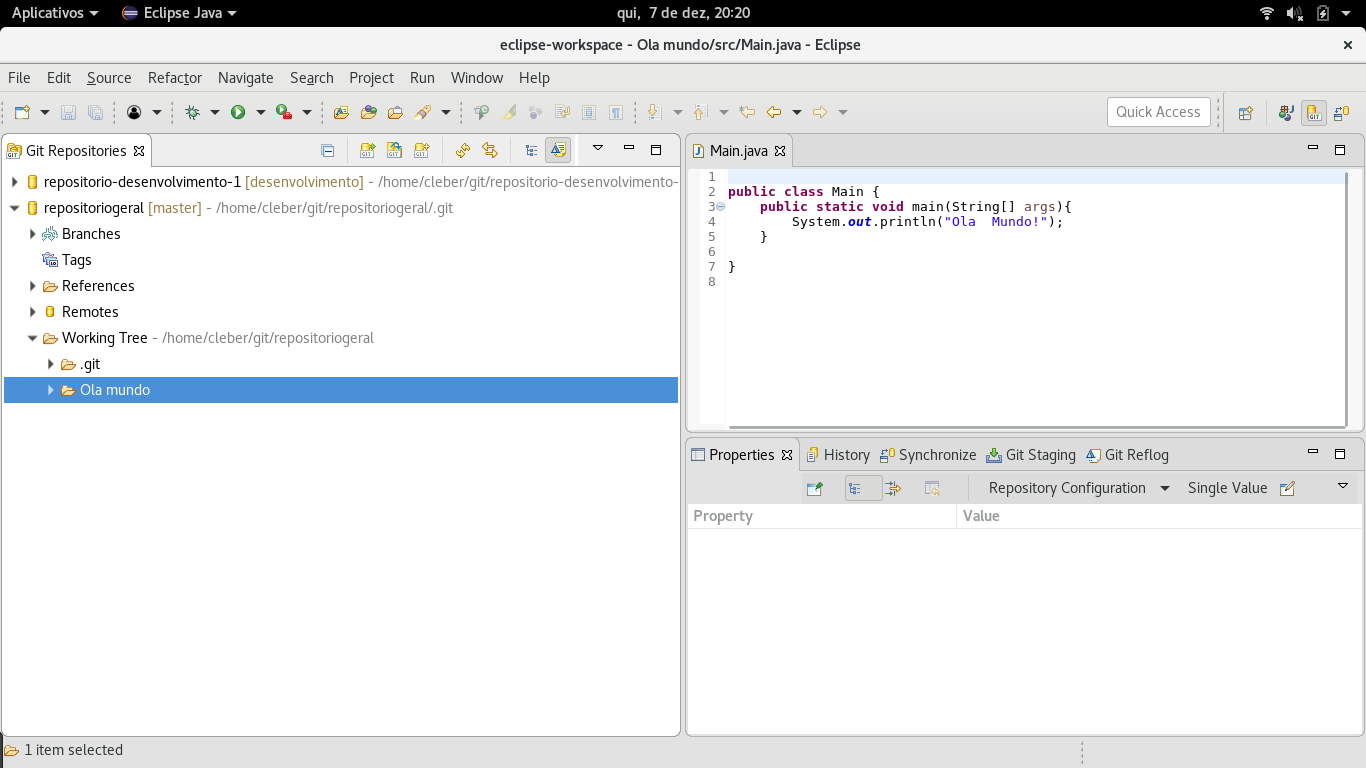 Aplicativos Eclipse Java qui, 7 de dez, 20:20
eclipse-workspace - Ola mundo/src/Main.java - Eclipse
File Edit Source Refactor Navigate Search Project Run Window Help
Quick Access
Git Repositories
repositorio-desenvolvimento-1 [desenvolvimento] - /home/cleber/git/repositorio-desenvolvimento-
repositoriogeral [master] - /home/cleber/git/repositoriogeral/.git
Branches
Tags
References
Remotes
Working Tree - /home/cleber/git/repositoriogeral
.git
Ola mundo
Main.java
1
2 public class Main {
3 public static void main(String[] args){
4 System.out.println("Ola  Mundo!");
5 }
6
7 }
8
Properties History Synchronize Git Staging Git Reflog
Repository Configuration Single Value
Property Value
1 item selected